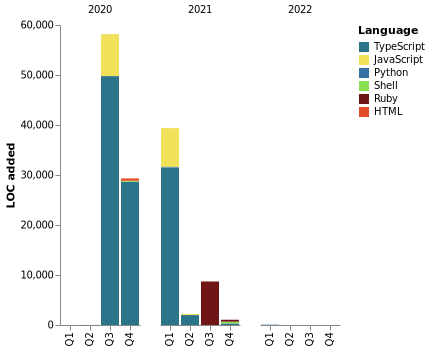 2020 2021 2022
Language
TypeScript
JavaScript
Python
Shell
Ruby
HTML
LOC added
60,000
50,000
40,000
30,000
20,000
10,000
0
Q1 Q2 Q3 Q4 Q1 Q2 Q3 Q4 Q1 Q2 Q3 Q4